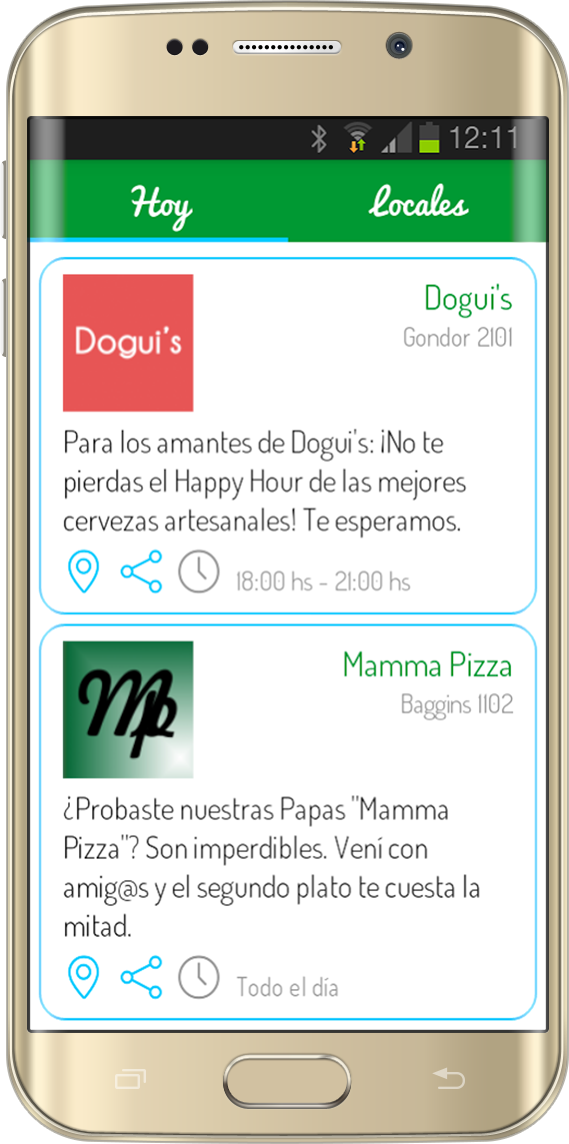 12:11
Hoy
Locales
Dogui's
Dogui's
Gondor 2101
Para los amantes de Dogui's: ¡No te
pierdas el Happy Hour de las mejores
cervezas artesanales! Te esperamos.
18:00 hs - 21:00 hs
Mp
Mamma Pizza
Baggins 1102
¿Probaste nuestras Papas "Mamma
Pizza"? Son imperdibles. Vení con
amig@s y el segundo plato te cuesta la
mitad.
Todo el día